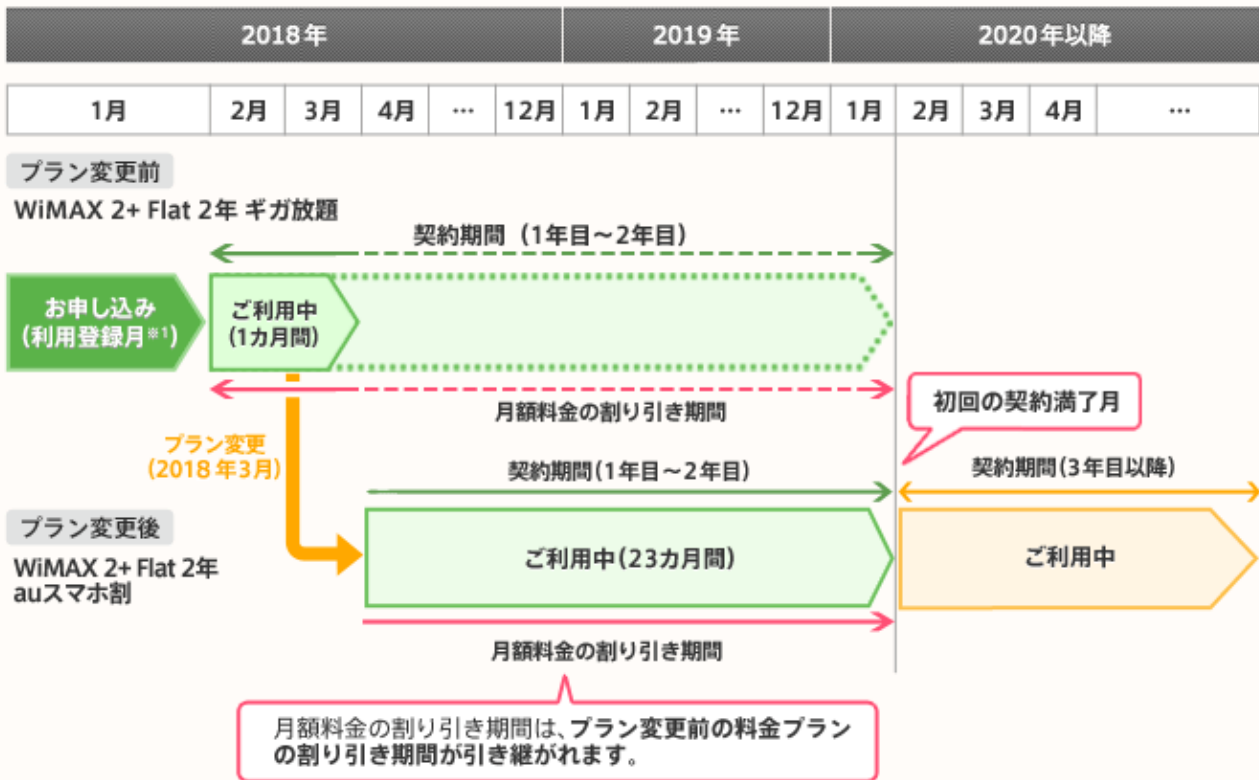 2018年 2019年 2020年以降
1月 2月 3月 4月 … 12月 1月 2月 … 12月 1月 2月 3月 4月 …
プラン変更前
WiMAX 2+ Flat 2年 ギガ放題
契約期間（1年目～2年目）
お申し込み
(利用登録月※1)
ご利用中
(1カ月間)
月額料金の割り引き期間
初回の契約満了月
プラン変更
(2018年3月)
契約期間(1年目～2年目)
契約期間(3年目以降)
プラン変更後
WiMAX 2+ Flat 2年
auスマホ割
ご利用中(23カ月間)
ご利用中
月額料金の割り引き期間
月額料金の割り引き期間は、プラン変更前の料金プラン
の割り引き期間が引き継がれます。